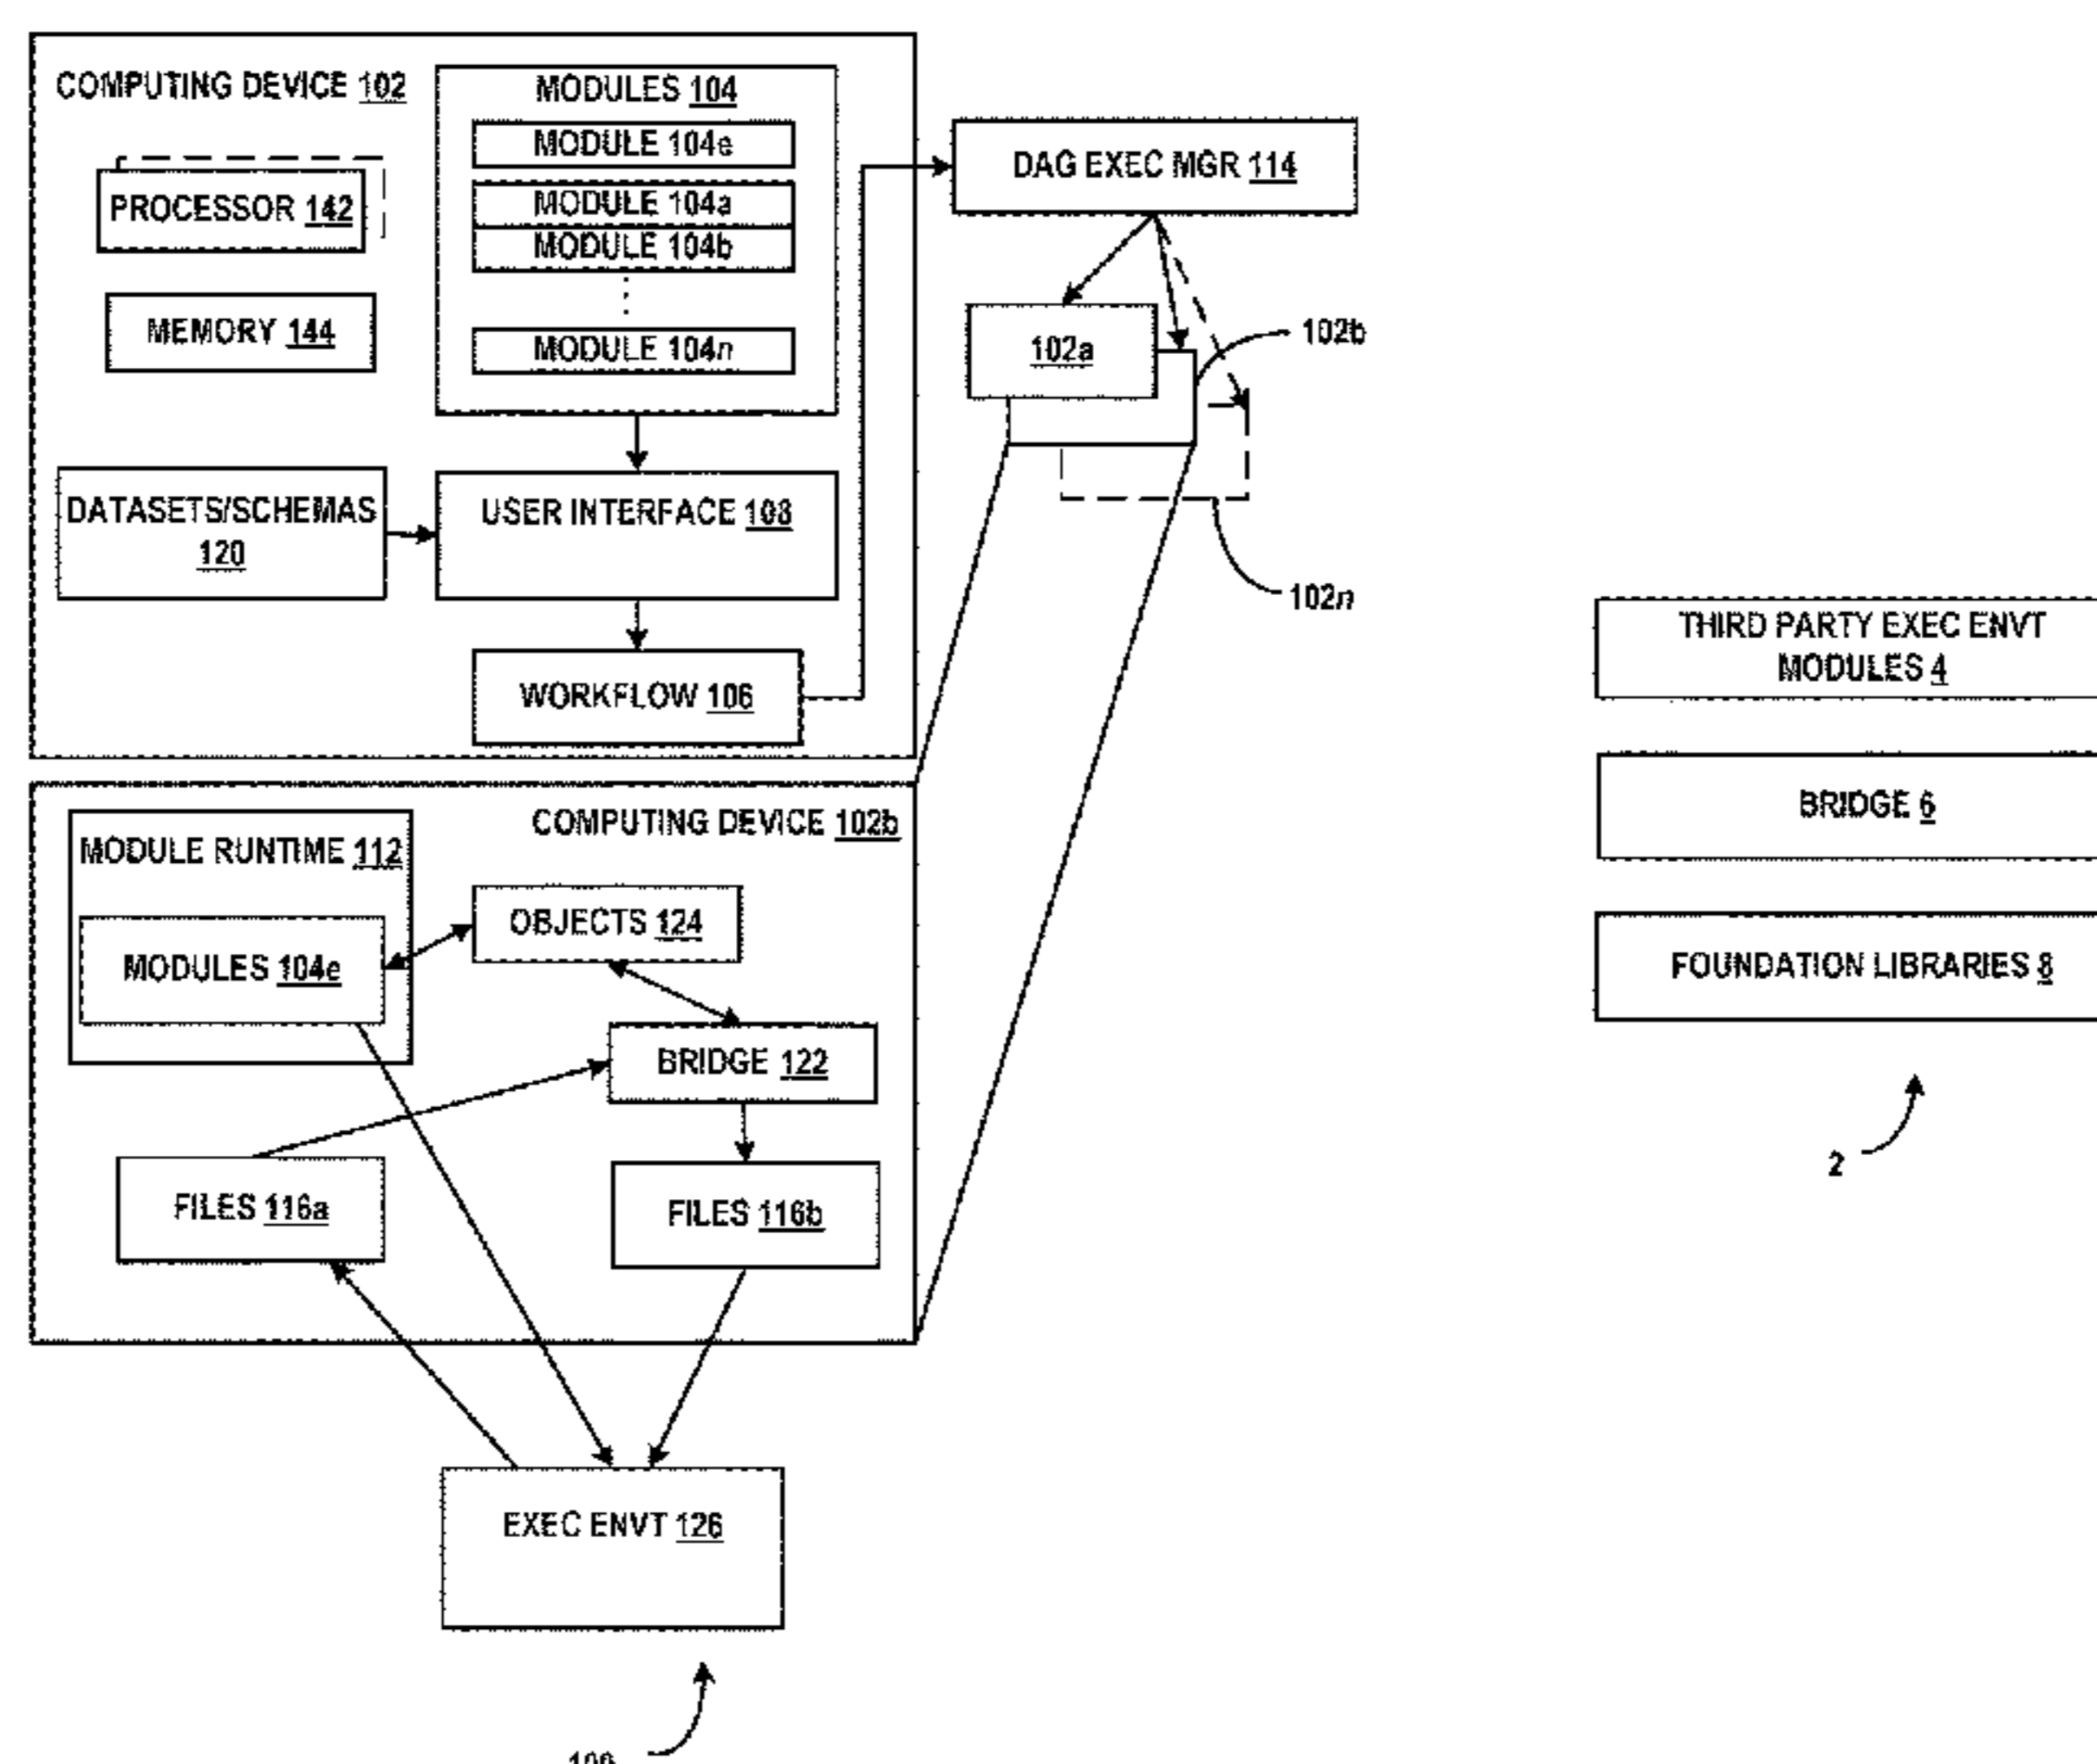 COMPUTING DEVICE 102
MODULES 104
MODULE 104e
MODULE 104a
MODULE 104b
MODULE 104n
PROCESSOR 142
MEMORY 144
DATASETS/SCHEMAS
120
USER INTERFACE 108
WORKFLOW 106
DAG EXEC MGR 114
102a
102b
102n
COMPUTING DEVICE 102b
MODULE RUNTIME 112
MODULES 104e
OBJECTS 124
BRIDGE 122
FILES 116a
FILES 116b
EXEC ENVT 126
THIRD PARTY EXEC ENVT
MODULES 4
BRIDGE 6
FOUNDATION LIBRARIES 8
2